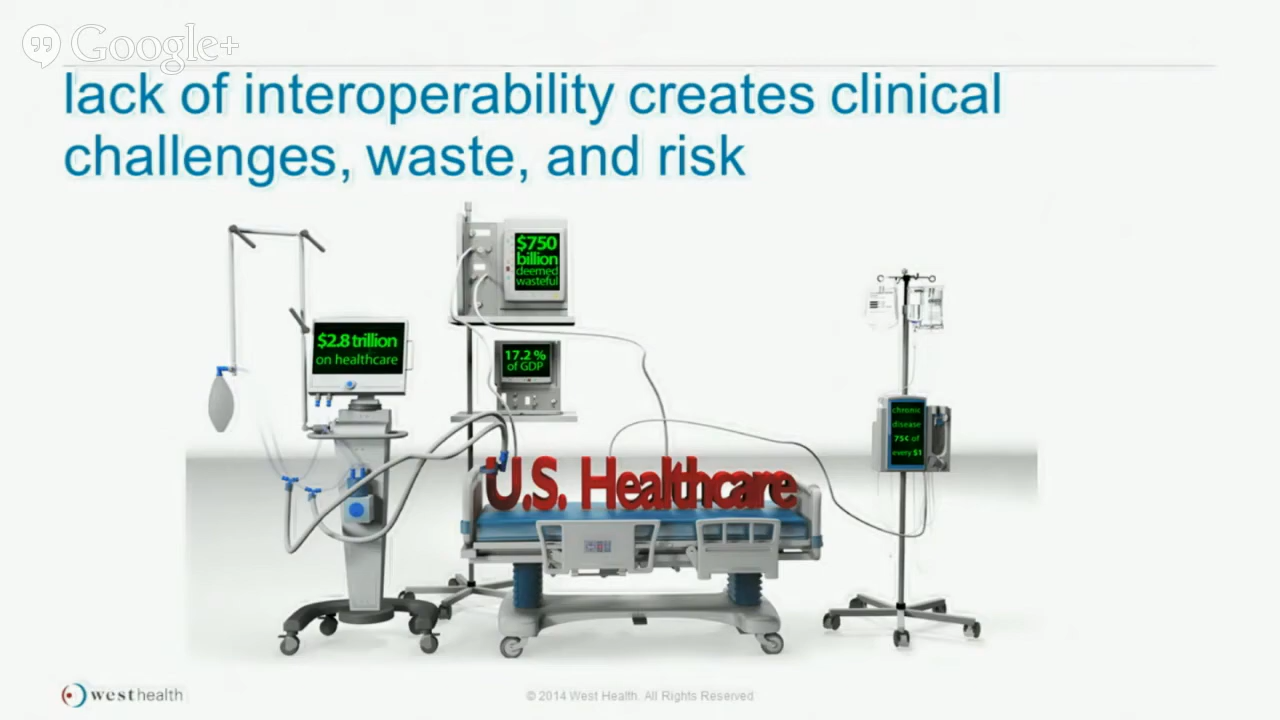 Google+
lack of interoperability creates clinical
challenges, waste, and risk
$750
billion
deemed
wasteful
$2.8 trillion
on healthcare
17.2 %
of GDP
chronic
disease
75¢ of
every $1
U.S. Healthcare
westhealth
© 2014 West Health. All Rights Reserved